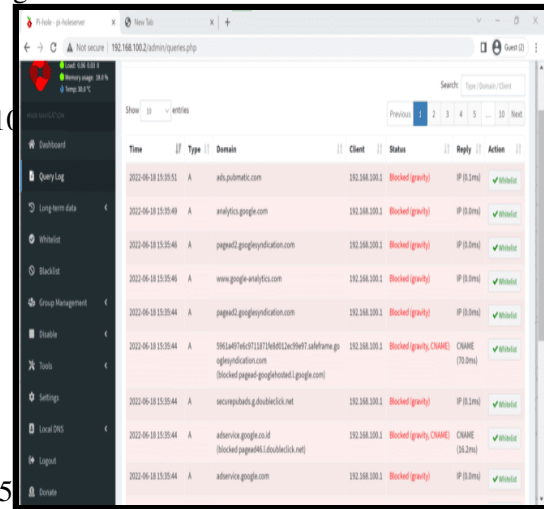 Pi-hole - pi-holeserver
New Tab
Not secure 192.168.100.2/admin/queries.php
Guest (2)
Load: 0.06 0.03 0
Memory usage: 18.0 %
Temp: 30.0 °C
MAIN NAVIGATION
Dashboard
Query Log
Long-term data
Whitelist
Blacklist
Group Management
Disable
Tools
Settings
Local DNS
Logout
Donate
Search: Type / Domain / Client
Show 10 entries
Previous 1 2 3 4 5 ... 10 Next
Time Type Domain Client Status Reply Action
2022-06-18 15:35:51 A ads.pubmatic.com 192.168.100.1 Blocked (gravity) IP (0.1ms) Whitelist
2022-06-18 15:35:49 A analytics.google.com 192.168.100.1 Blocked (gravity) IP (0.0ms) Whitelist
2022-06-18 15:35:46 A pagead2.googlesyndication.com 192.168.100.1 Blocked (gravity) IP (0.0ms) Whitelist
2022-06-18 15:35:46 A www.google-analytics.com 192.168.100.1 Blocked (gravity) IP (0.0ms) Whitelist
2022-06-18 15:35:44 A pagead2.googlesyndication.com 192.168.100.1 Blocked (gravity) IP (0.0ms) Whitelist
2022-06-18 15:35:44 A 192.168.100.1 Blocked (gravity, CNAME) CNAME Whitelist
oglesyndication.com (70.0ms)
(blocked pagead-googlehosted.l.google.com)
2022-06-18 15:35:44 A securepubads.g.doubleclick.net 192.168.100.1 Blocked (gravity) IP (0.1ms) Whitelist
2022-06-18 15:35:44 A adservice.google.co.id 192.168.100.1 Blocked (gravity, CNAME) CNAME Whitelist
(blocked pagead46.l.doubleclick.net) (16.2ms)
2022-06-18 15:35:44 A adservice.google.com 192.168.100.1 Blocked (gravity) IP (0.0ms) Whitelist